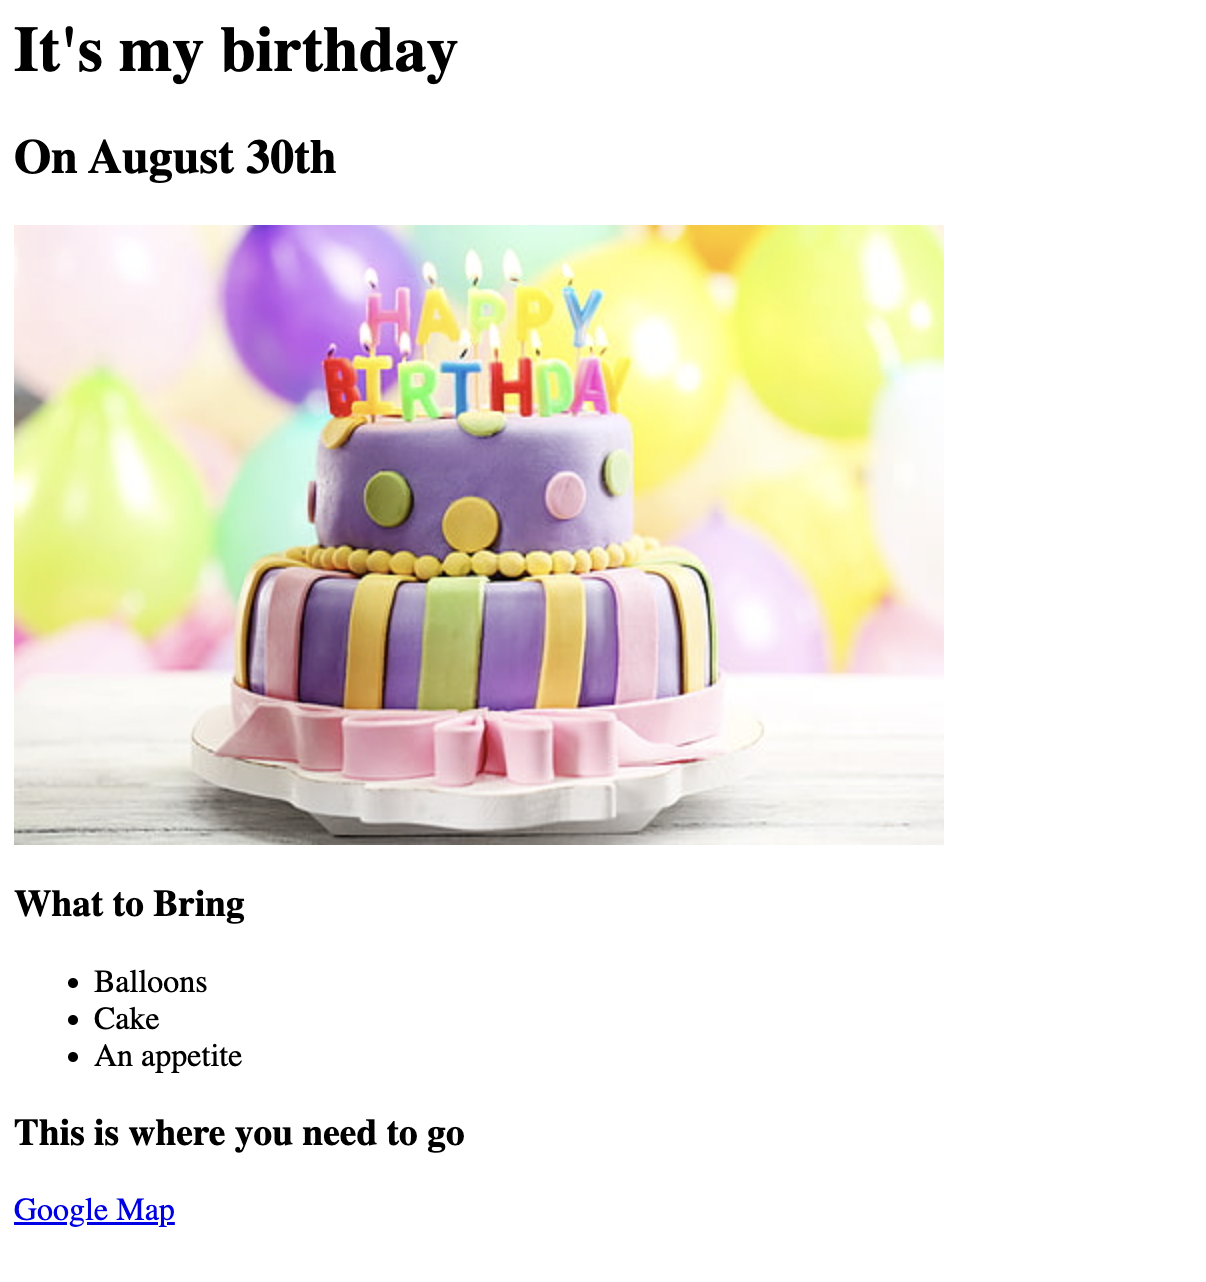 It's my birthday
On August 30th
HAPPY
BIRTHDAY
What to Bring
Balloons
Cake
An appetite
This is where you need to go
Google Map